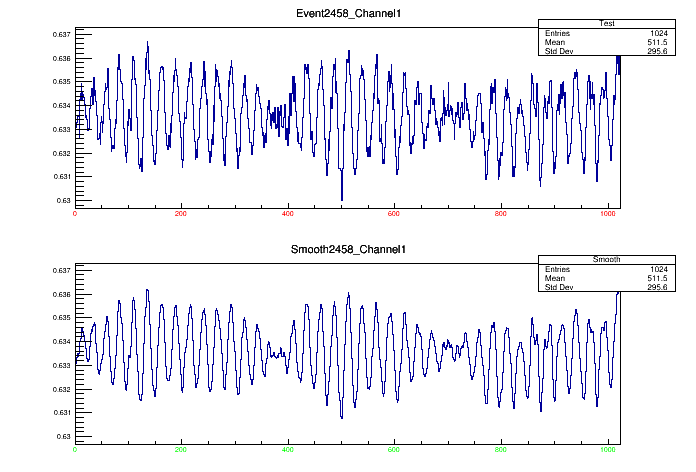 Event2458_Channel1
Test
Entries 1024
Mean 511.5
Std Dev 295.6
0.637
0.636
0.635
0.634
0.633
0.632
0.631
0.63
0 200 400 600 800 1000
Smooth2458_Channel1
Smooth
Entries 1024
Mean 511.5
Std Dev 295.6
0.637
0.636
0.635
0.634
0.633
0.632
0.631
0.63
0 200 400 600 800 1000